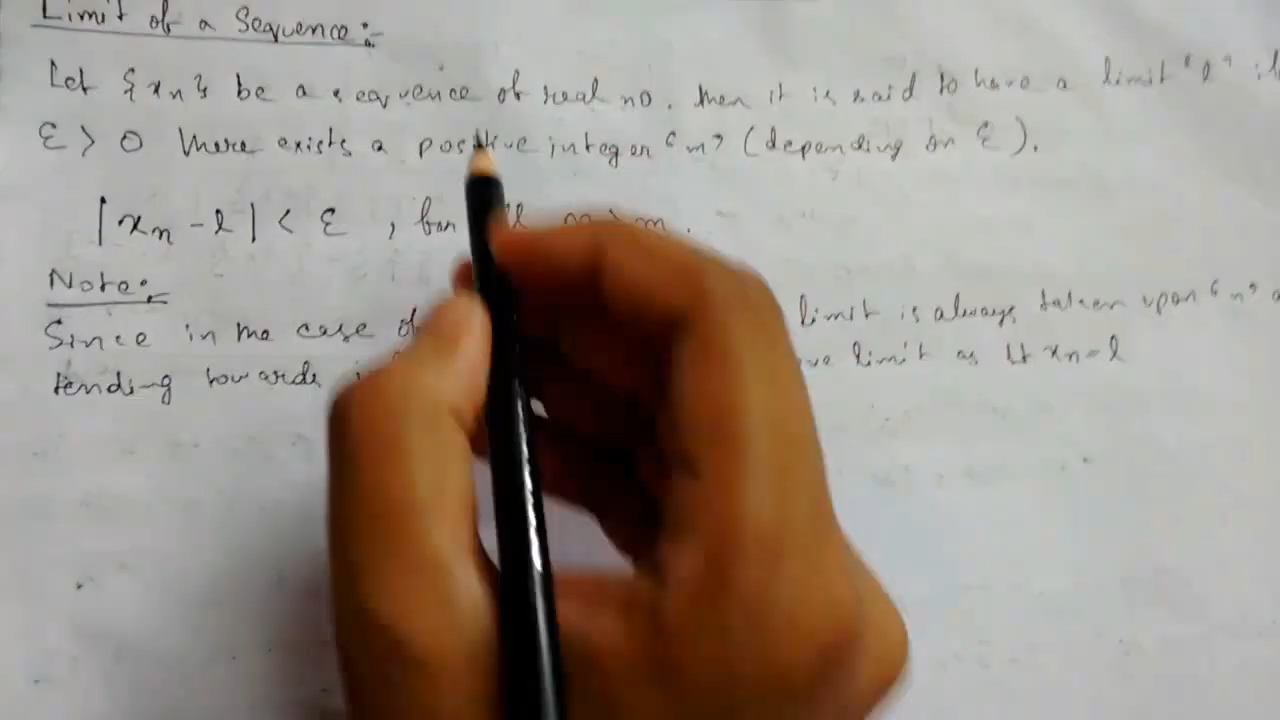 Limit of a Sequence :-
Let {xn} be a sequence of real no. then it is said to have a limit "l" if
ε > 0 there exists a positive integer 'm' (depending on ε).
|xn - l| < ε , for m.
Note:-
Since in the case of limit is always taken upon 'n'
tending towards limit as lt xn = l